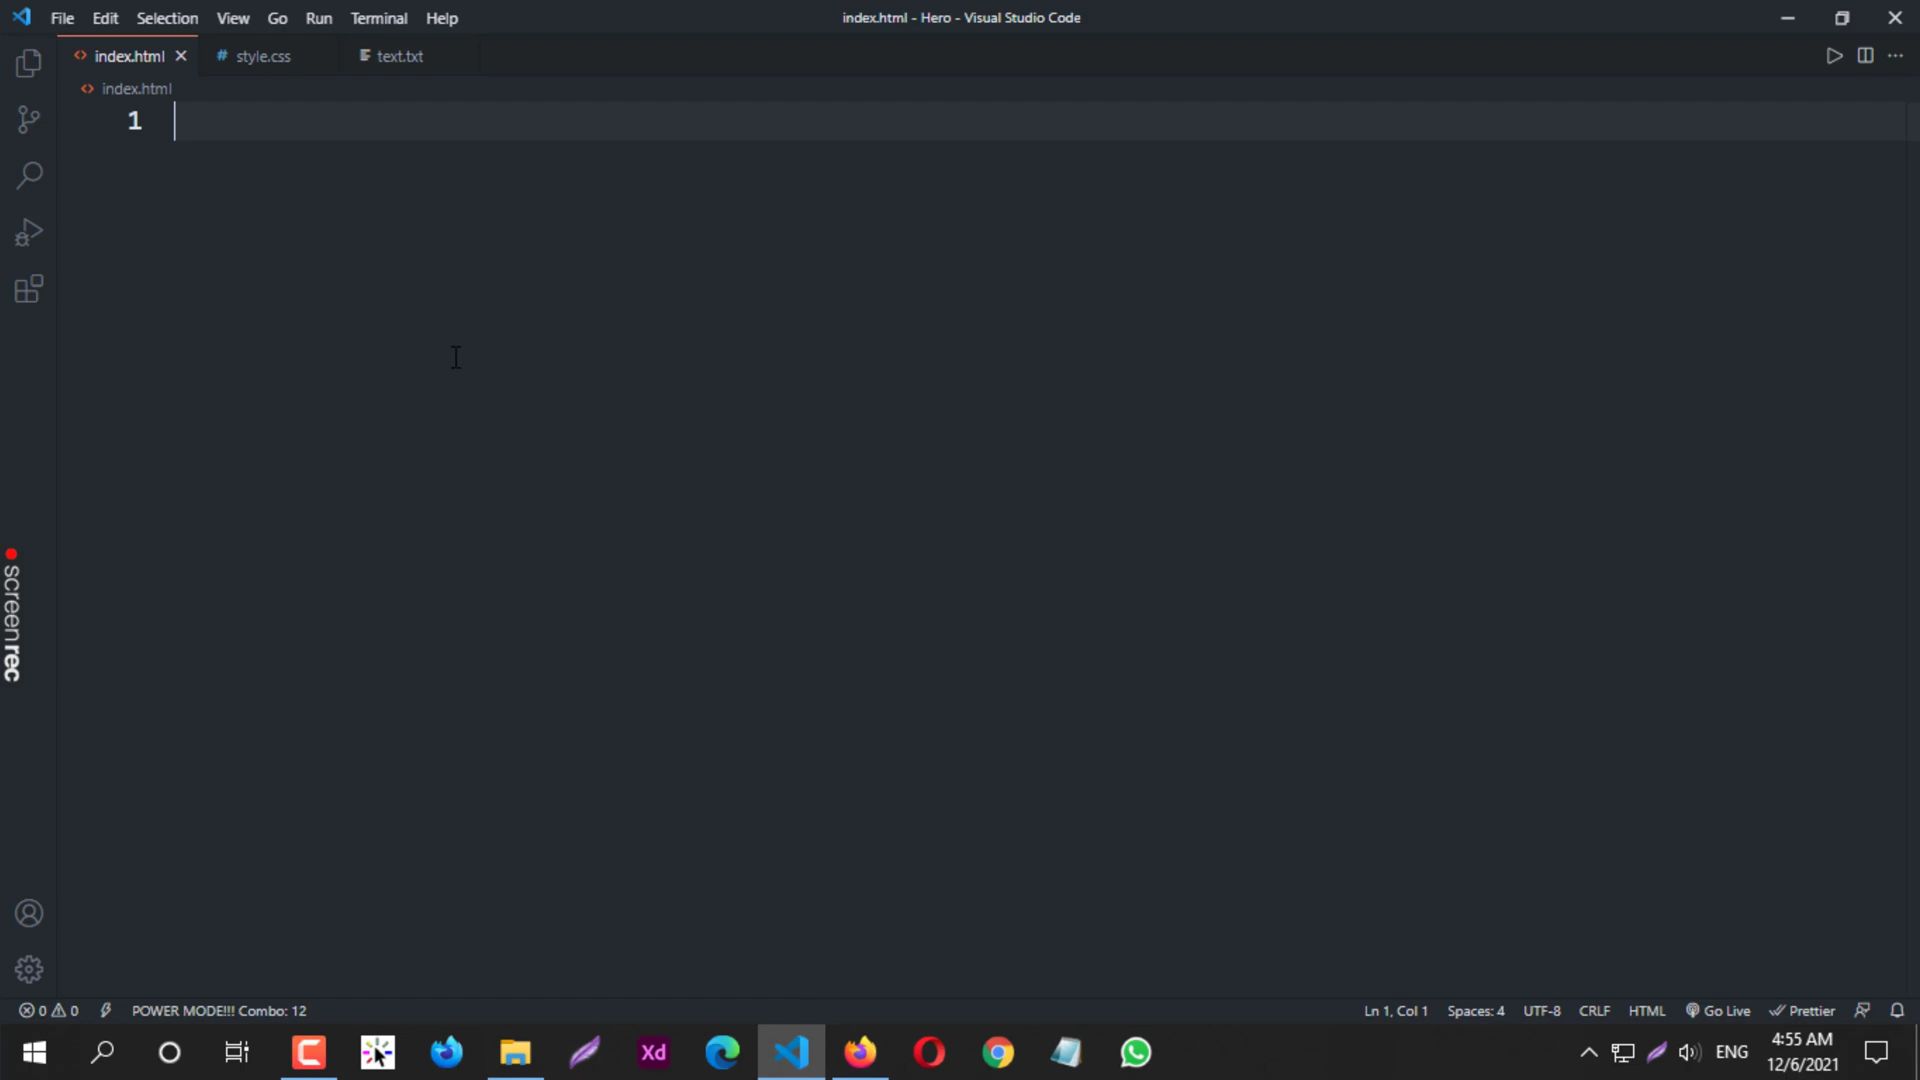 File Edit Selection View Go Run Terminal Help
index.html - Hero - Visual Studio Code
index.html
style.css
text.txt
index.html
1
screenrec
0 0 POWER MODE!!! Combo: 12
Ln 1, Col 1 Spaces: 4 UTF-8 CRLF HTML Go Live Prettier
Xd
ENG
4:55 AM
12/6/2021